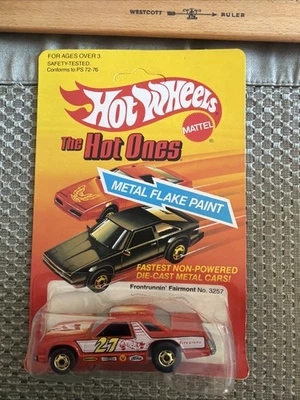 WESTCOTT RULER
FOR AGES OVER 3
SAFETY-TESTED.
Conforms to PS 72-76
Hot Wheels
MATTEL
The Hot Ones
METAL FLAKE PAINT
FASTEST NON-POWERED
DIE-CAST METAL CARS!
Frontrunnin' Fairmont No. 3257
27